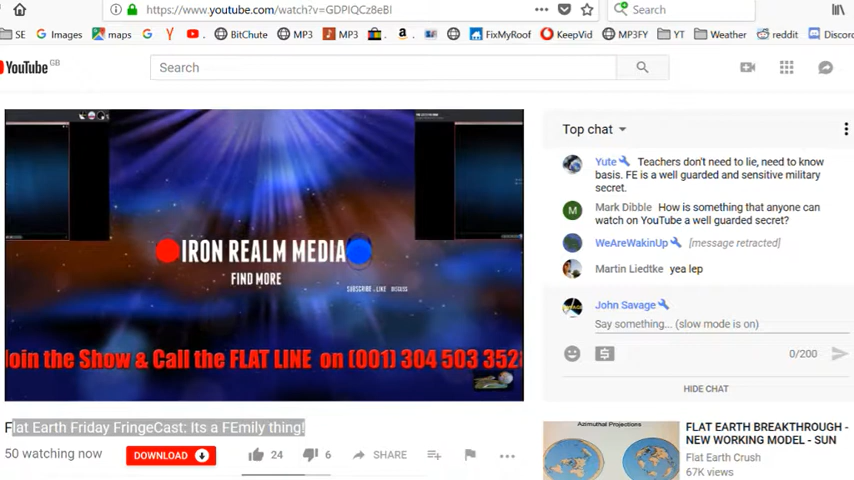 https://www.youtube.com/watch?v=GDPIQCz8eBI
Search
SE Images maps BitChute MP3 MP3 FixMyRoof KeepVid MP3FY YT Weather reddit Discord
YouTube GB
Search
IRON REALM MEDIA
FIND MORE
SUBSCRIBE - LIKE DISCUSS
Join the Show & Call the FLAT LINE on (001) 304 503 352
Flat Earth Friday FringeCast: Its a FEmily thing!
50 watching now
DOWNLOAD
24
6
SHARE
Top chat
Yute Teachers don't need to lie, need to know
basis. FE is a well guarded and sensitive military
secret.
Mark Dibble How is something that anyone can
watch on YouTube a well guarded secret?
WeAreWakinUp [message retracted]
Martin Liedtke yea lep
John Savage
Say something... (slow mode is on)
0/200
HIDE CHAT
Azimuthal Projections
FLAT EARTH BREAKTHROUGH -
NEW WORKING MODEL - SUN
Flat Earth Crush
67K views